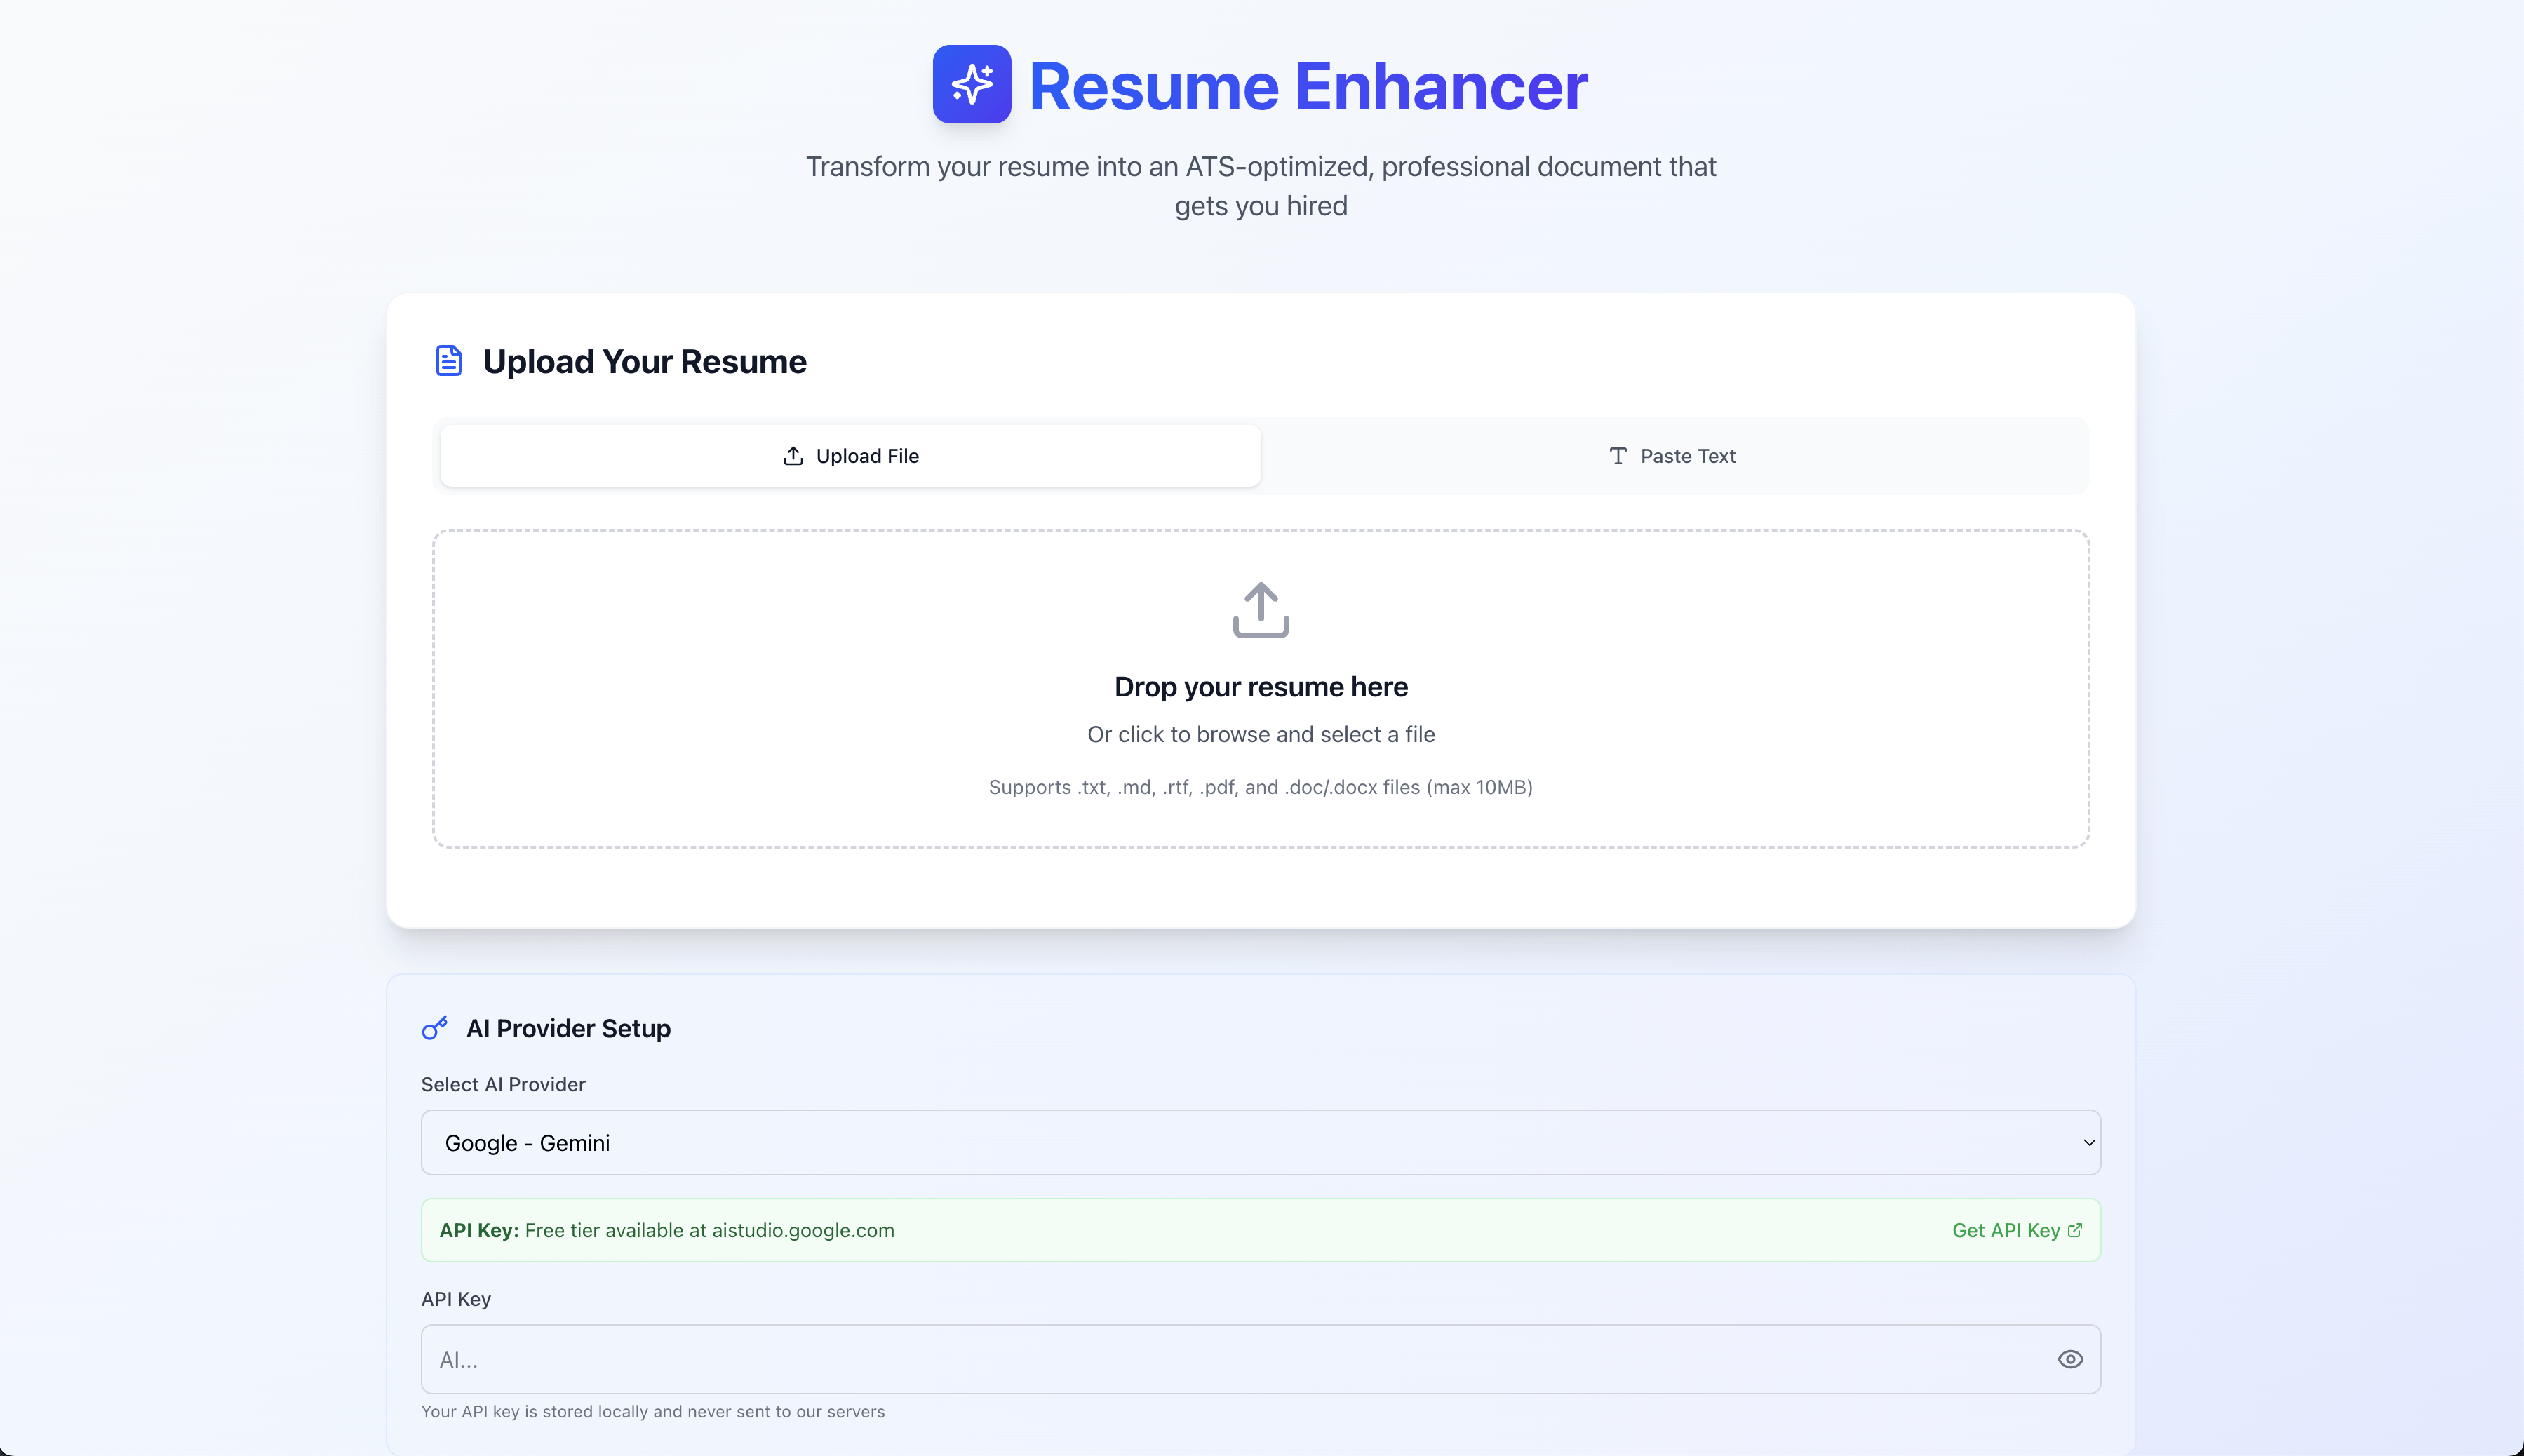 Resume Enhancer
Transform your resume into an ATS-optimized, professional document that
gets you hired
Upload Your Resume
Upload File
Paste Text
Drop your resume here
Or click to browse and select a file
Supports .txt, .md, .rtf, .pdf, and .doc/.docx files (max 10MB)
AI Provider Setup
Select AI Provider
Google - Gemini
API Key: Free tier available at aistudio.google.com
Get API Key
API Key
AI...
Your API key is stored locally and never sent to our servers